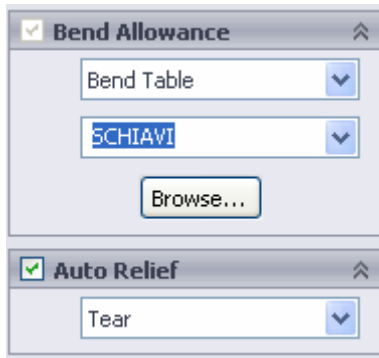 Bend Allowance
Bend Table
SCHIAVI
Browse...
Auto Relief
Tear